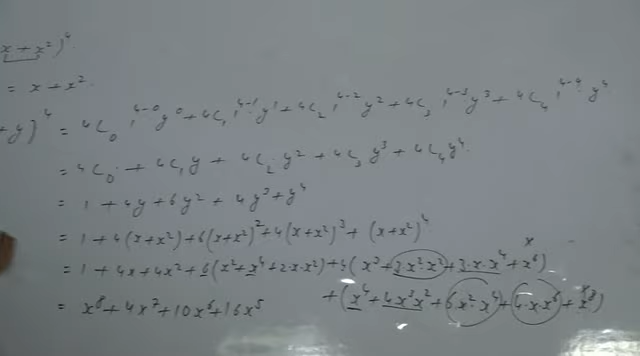 x + x²)⁴
= x + x².
+ y)⁴ = ⁴C₀ 1⁴⁻⁰ y⁰ + ⁴C₁ 1⁴⁻¹ y¹ + ⁴C₂ 1⁴⁻² y² + ⁴C₃ 1⁴⁻³ y³ + ⁴C₄ 1⁴⁻⁴ y⁴
= ⁴C₀ + ⁴C₁ y + ⁴C₂ y² + ⁴C₃ y³ + ⁴C₄ y⁴.
= 1 + 4y + 6y² + 4y³ + y⁴
= 1 + 4(x + x²) + 6(x + x²)² + 4(x + x²)³ + (x + x²)⁴
= 1 + 4x + 4x² + 6(x² + x⁴ + 2·x·x²) + 4(x³ + 3·x²·x² + 3·x·x⁴ + x⁶)
+ (x⁴ + 4x³x² + 6x²·x⁴ + 4·x·x⁶ + x⁸)
= x⁸ + 4x⁷ + 10x⁶ + 16x⁵